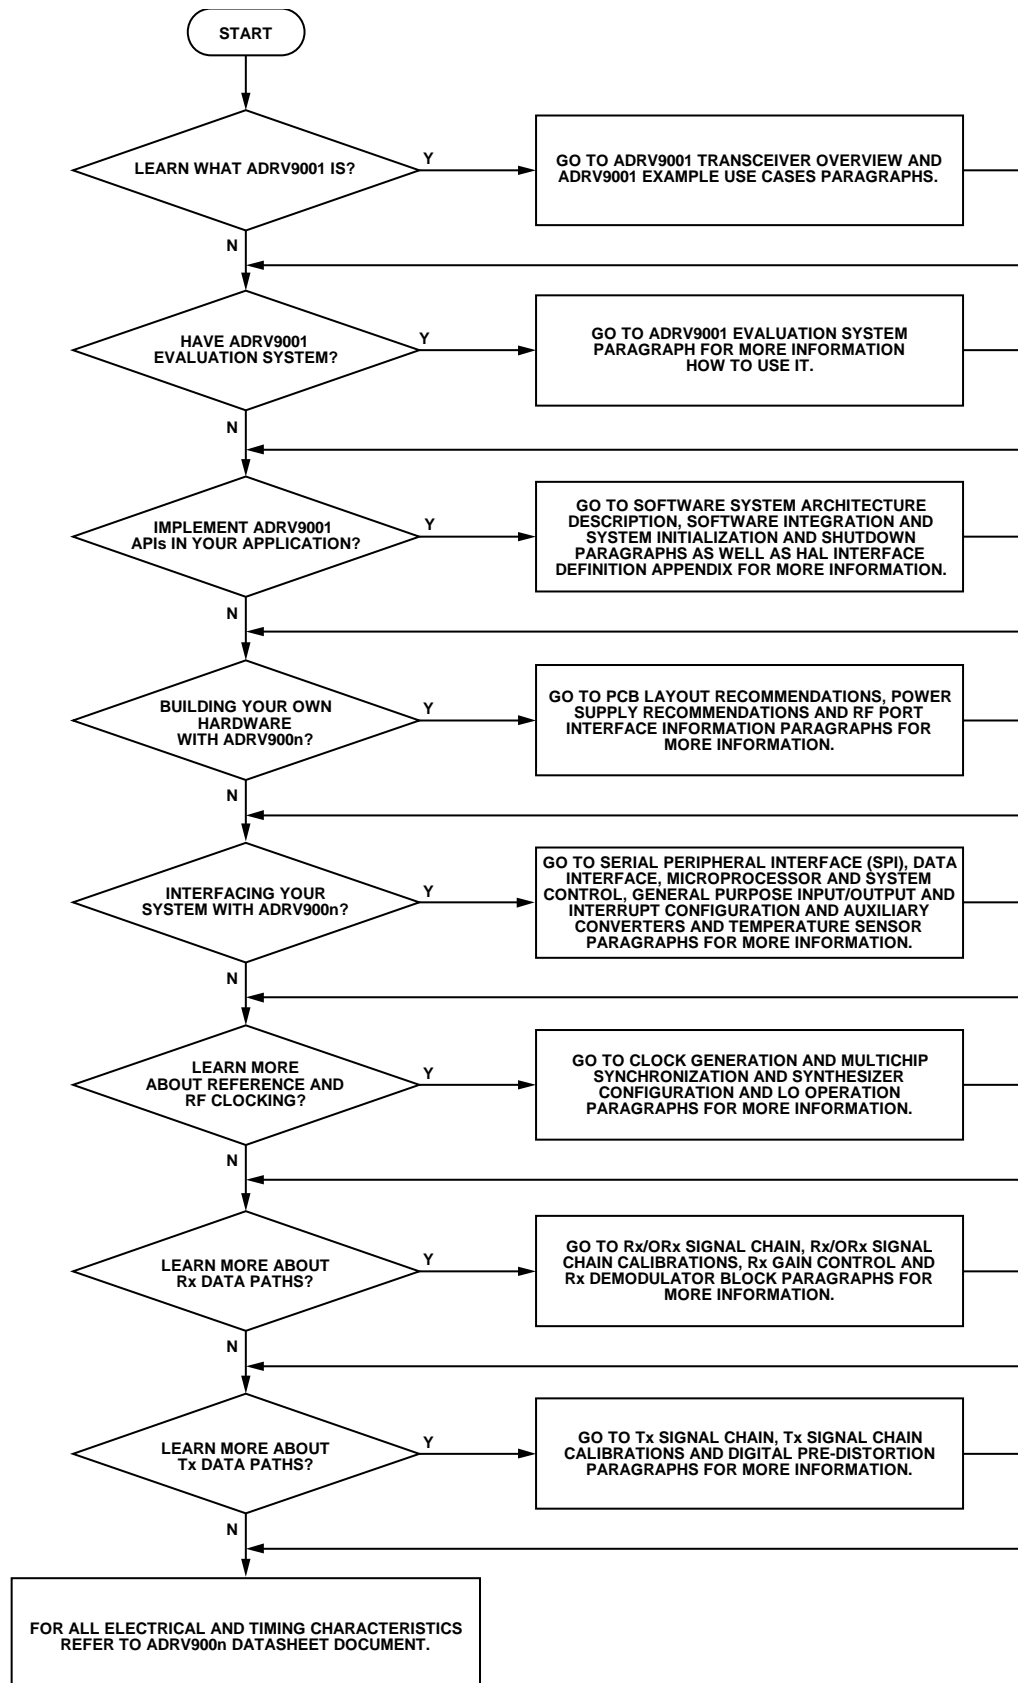 START
LEARN WHAT ADRV9001 IS?
Y
GO TO ADRV9001 TRANSCEIVER OVERVIEW AND
ADRV9001 EXAMPLE USE CASES PARAGRAPHS.
N
HAVE ADRV9001
EVALUATION SYSTEM?
Y
GO TO ADRV9001 EVALUATION SYSTEM
PARAGRAPH FOR MORE INFORMATION
HOW TO USE IT.
N
IMPLEMENT ADRV9001
APIs IN YOUR APPLICATION?
Y
GO TO SOFTWARE SYSTEM ARCHITECTURE
DESCRIPTION, SOFTWARE INTEGRATION AND
SYSTEM INITIALIZATION AND SHUTDOWN
PARAGRAPHS AS WELL AS HAL INTERFACE
DEFINITION APPENDIX FOR MORE INFORMATION.
N
BUILDING YOUR OWN
HARDWARE
WITH ADRV900n?
Y
GO TO PCB LAYOUT RECOMMENDATIONS, POWER
SUPPLY RECOMMENDATIONS AND RF PORT
INTERFACE INFORMATION PARAGRAPHS FOR
MORE INFORMATION.
N
INTERFACING YOUR
SYSTEM WITH ADRV900n?
Y
GO TO SERIAL PERIPHERAL INTERFACE (SPI), DATA
INTERFACE, MICROPROCESSOR AND SYSTEM
CONTROL, GENERAL PURPOSE INPUT/OUTPUT AND
INTERRUPT CONFIGURATION AND AUXILIARY
CONVERTERS AND TEMPERATURE SENSOR
PARAGRAPHS FOR MORE INFORMATION.
N
LEARN MORE
ABOUT REFERENCE AND
RF CLOCKING?
Y
GO TO CLOCK GENERATION AND MULTICHIP
SYNCHRONIZATION AND SYNTHESIZER
CONFIGURATION AND LO OPERATION
PARAGRAPHS FOR MORE INFORMATION.
N
LEARN MORE ABOUT
Rx DATA PATHS?
Y
GO TO Rx/ORx SIGNAL CHAIN, Rx/ORx SIGNAL
CHAIN CALIBRATIONS, Rx GAIN CONTROL AND
Rx DEMODULATOR BLOCK PARAGRAPHS FOR
MORE INFORMATION.
N
LEARN MORE ABOUT
Tx DATA PATHS?
Y
GO TO Tx SIGNAL CHAIN, Tx SIGNAL CHAIN
CALIBRATIONS AND DIGITAL PRE-DISTORTION
PARAGRAPHS FOR MORE INFORMATION.
N
FOR ALL ELECTRICAL AND TIMING CHARACTERISTICS
REFER TO ADRV900n DATASHEET DOCUMENT.